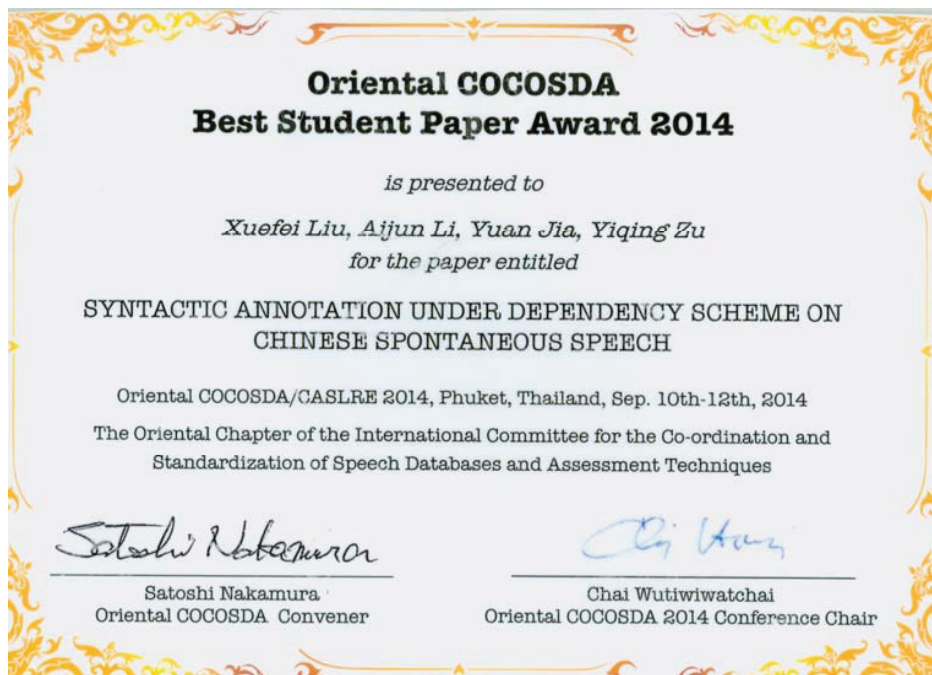 Oriental COCOSDA
Best Student Paper Award 2014
is presented to
Xuefei Liu, Aijun Li, Yuan Jia, Yiqing Zu
for the paper entitled
SYNTACTIC ANNOTATION UNDER DEPENDENCY SCHEME ON
CHINESE SPONTANEOUS SPEECH
Oriental COCOSDA/CASLRE 2014, Phuket, Thailand, Sep. 10th-12th, 2014
The Oriental Chapter of the International Committee for the Co-ordination and
Standardization of Speech Databases and Assessment Techniques
Satoshi Nakamura
Satoshi Nakamura
Oriental COCOSDA Convener
Chai Wutiwiwatchai
Oriental COCOSDA 2014 Conference Chair